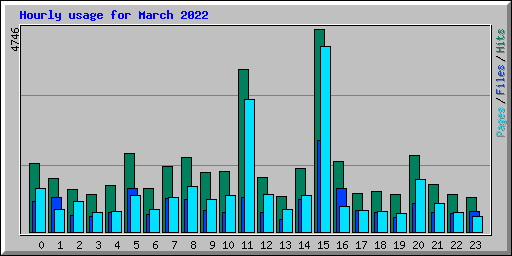 Hourly usage for March 2022
4746
Pages/Files/Hits
0 1 2 3 4 5 6 7 8 9 10 11 12 13 14 15 16 17 18 19 20 21 22 23